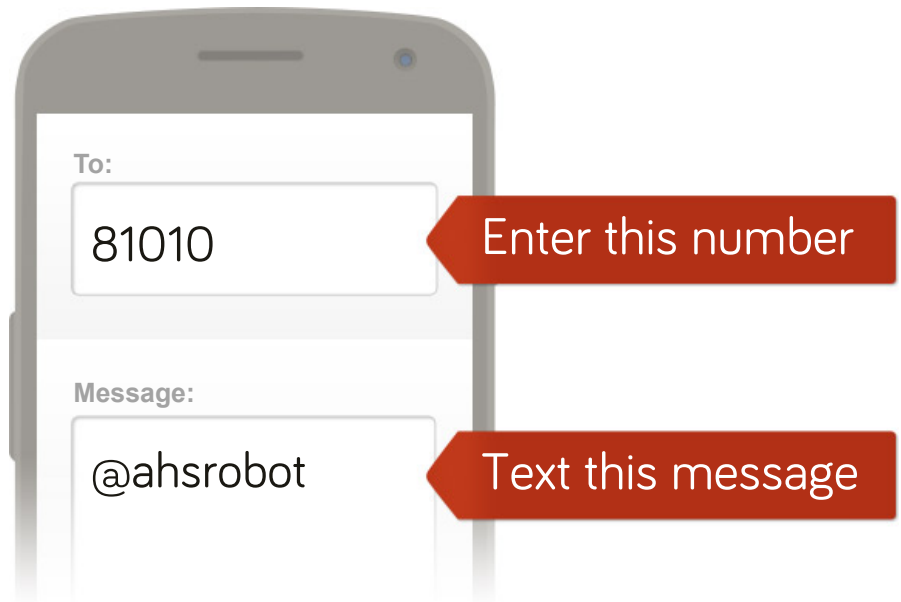 To:
81010
Enter this number
Message:
@ahsrobot
Text this message